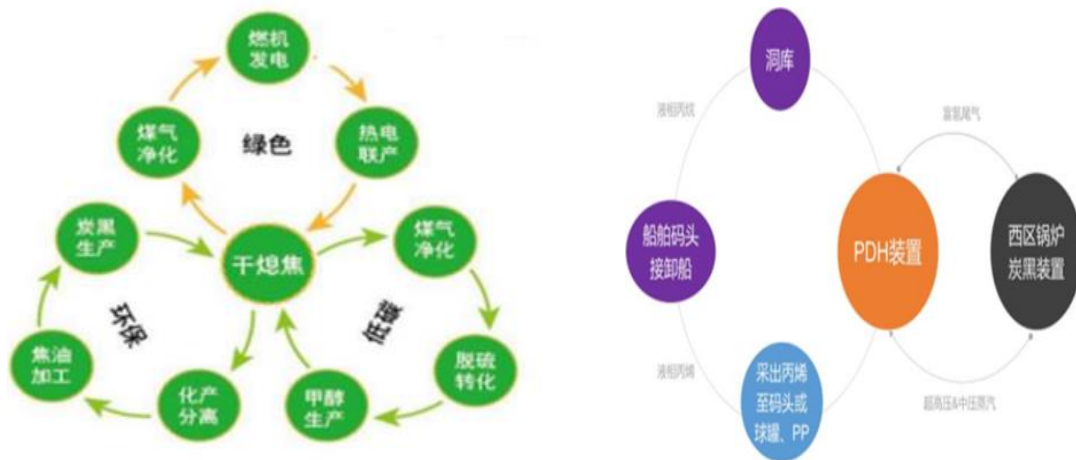 燃机
发电
煤气
净化
绿色
热电
联产
炭黑
生产
干熄焦
煤气
净化
环保
低碳
焦油
加工
化产
分离
甲醇
生产
脱硫
转化
洞库
液相丙烷
富氢尾气
船舶码头
接卸船
PDH装置
西区锅炉
炭黑装置
液相丙烯
采出丙烯
至码头或
球罐、PP
超高压&中压蒸汽